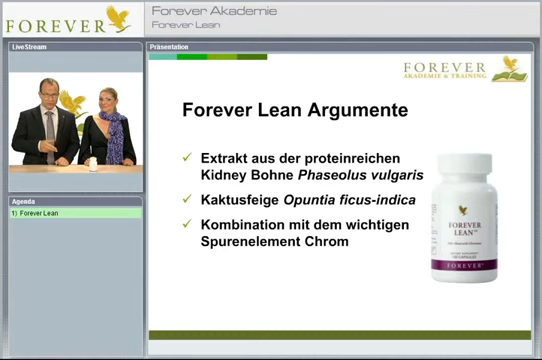 FOREVER
Forever Akademie
Forever Lean
LiveStream
Präsentation
FOREVER
AKADEMIE & TRAINING
Forever Lean Argumente
Extrakt aus der proteinreichen
Kidney Bohne Phaseolus vulgaris
Kaktusfeige Opuntia ficus-indica
Kombination mit dem wichtigen
Spurenelement Chrom
FOREVER
LEAN™
FOREVER
Agenda
1) Forever Lean